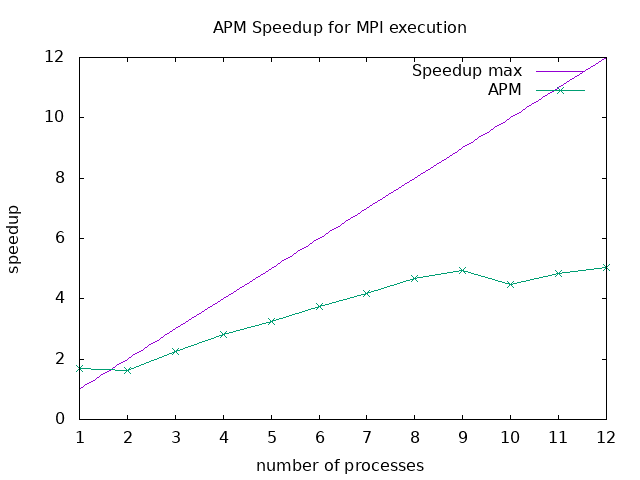 APM Speedup for MPI execution
12
10
8
6
4
2
0
speedup
Speedup max
APM
1 2 3 4 5 6 7 8 9 10 11 12
number of processes